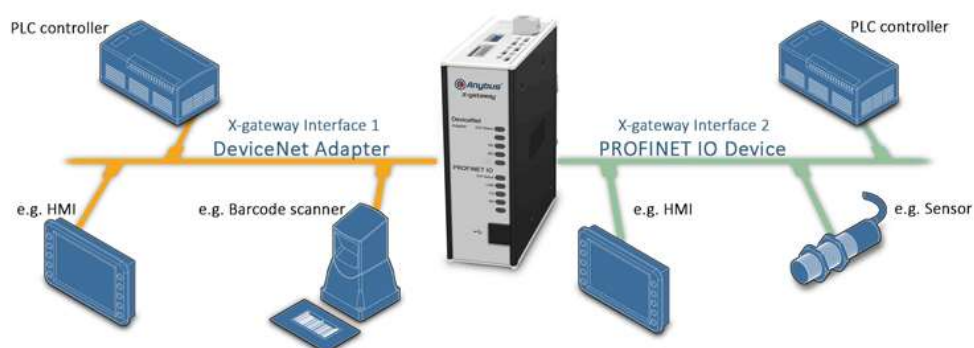 PLC controller
PLC controller
X-gateway Interface 1
DeviceNet Adapter
X-gateway Interface 2
PROFINET IO Device
Anybus
X-gateway
DeviceNet
PROFINET IO
e.g. HMI
e.g. Barcode scanner
e.g. HMI
e.g. Sensor